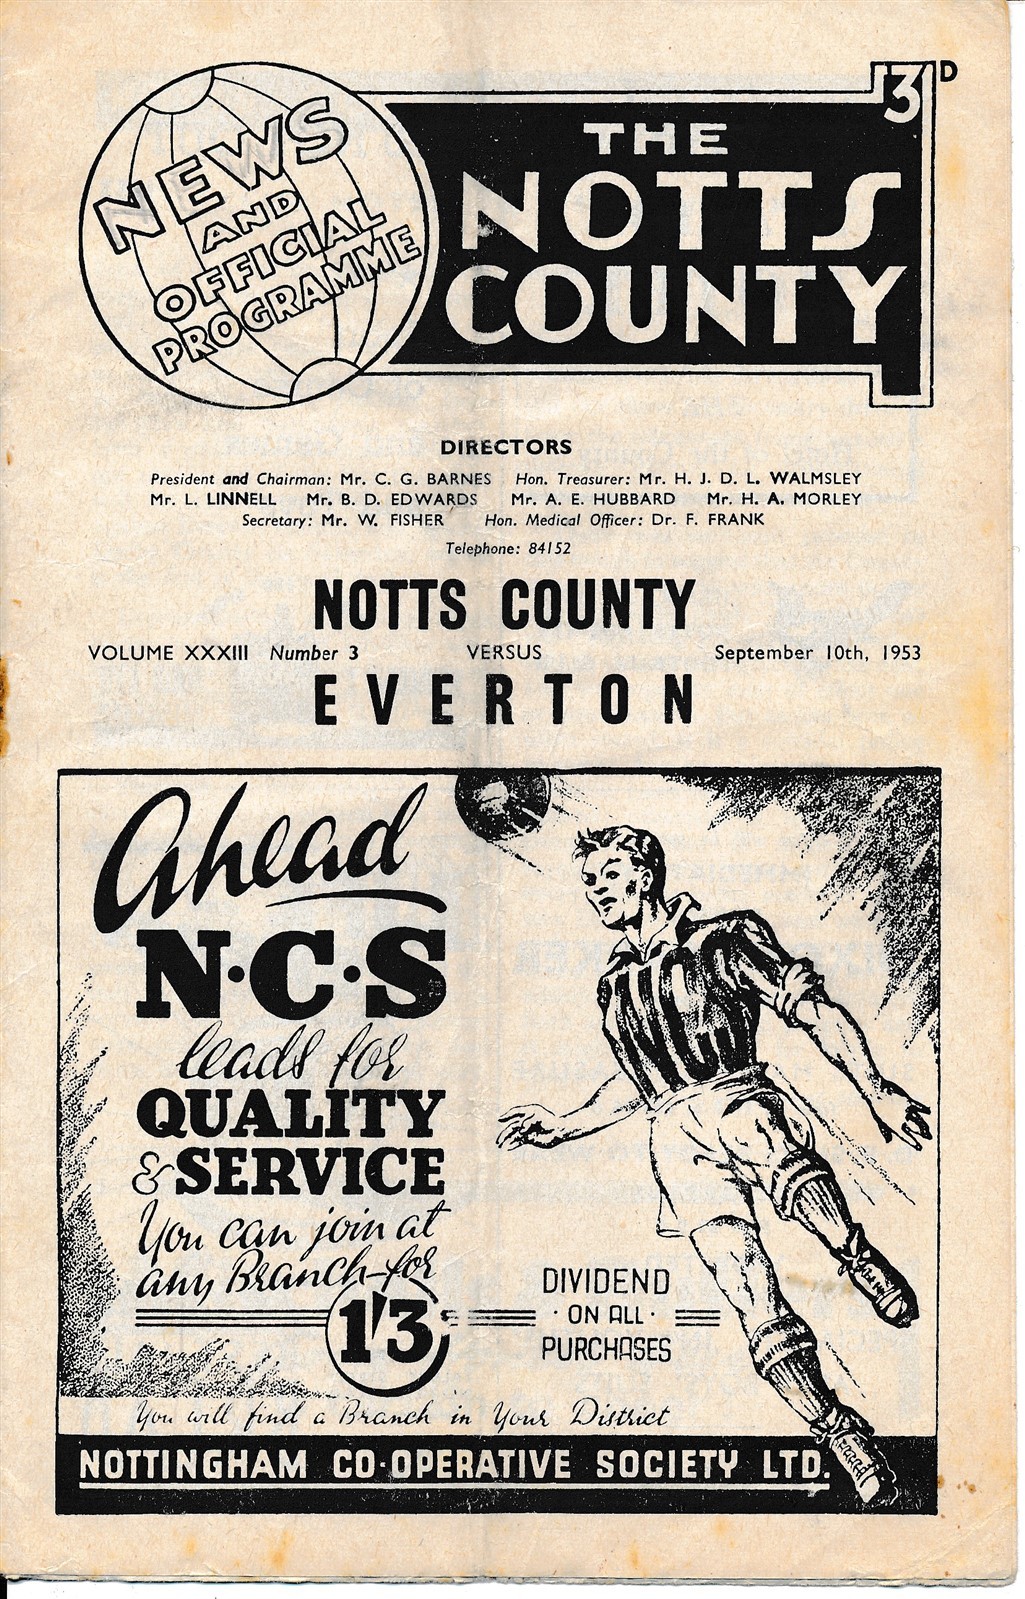 3D
NEWS
AND
OFFICIAL
PROGRAMME
THE
NOTTS
COUNTY
DIRECTORS
President and Chairman: Mr. C. G. BARNES Hon. Treasurer: Mr. H. J. D. L. WALMSLEY
Mr. L. LINNELL Mr. B. D. EDWARDS Mr. A. E. HUBBARD Mr. H. A. MORLEY
Secretary: Mr. W. FISHER Hon. Medical Officer: Dr. F. FRANK
Telephone: 84152
NOTTS COUNTY
VOLUME XXXIII Number 3 VERSUS September 10th, 1953
EVERTON
Ahead
N·C·S
leads for
QUALITY
& SERVICE
You can join at
any Branch for
1'3
DIVIDEND
· ON ALL ·
PURCHASES
NCS
You will find a Branch in Your District
NOTTINGHAM CO-OPERATIVE SOCIETY LTD.